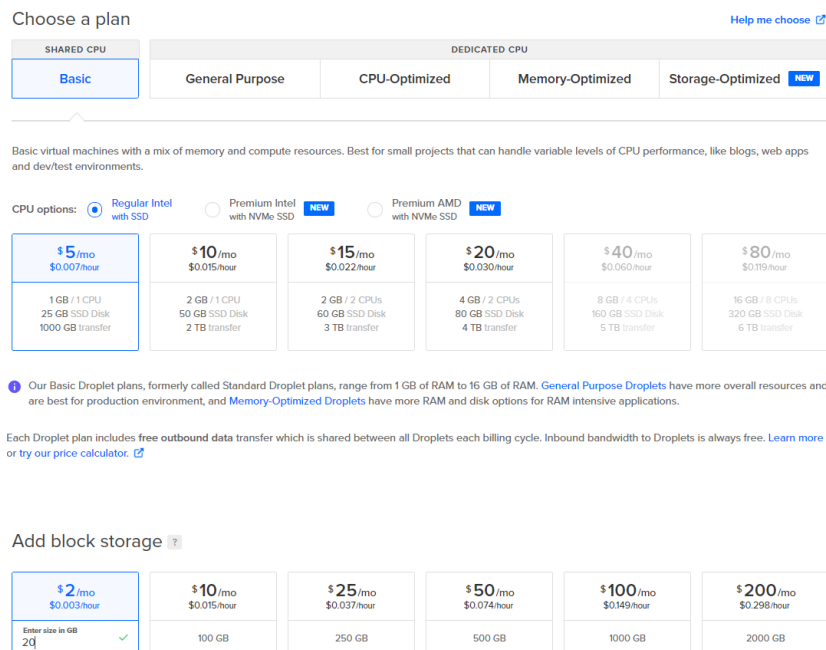 Choose a plan
Help me choose
SHARED CPU
DEDICATED CPU
Basic
General Purpose
CPU-Optimized
Memory-Optimized
Storage-Optimized NEW
Basic virtual machines with a mix of memory and compute resources. Best for small projects that can handle variable levels of CPU performance, like blogs, web apps
and dev/test environments.
CPU options:
Regular Intel
with SSD
Premium Intel
with NVMe SSD
NEW
Premium AMD
with NVMe SSD
NEW
$5/mo
$0.007/hour
1 GB / 1 CPU
25 GB SSD Disk
1000 GB transfer
$10/mo
$0.015/hour
2 GB / 1 CPU
50 GB SSD Disk
2 TB transfer
$15/mo
$0.022/hour
2 GB / 2 CPUs
60 GB SSD Disk
3 TB transfer
$20/mo
$0.030/hour
4 GB / 2 CPUs
80 GB SSD Disk
4 TB transfer
$40/mo
$0.060/hour
8 GB / 4 CPUs
160 GB SSD Disk
5 TB transfer
$80/mo
$0.119/hour
16 GB / 8 CPUs
320 GB SSD Disk
6 TB transfer
Our Basic Droplet plans, formerly called Standard Droplet plans, range from 1 GB of RAM to 16 GB of RAM. General Purpose Droplets have more overall resources and
are best for production environment, and Memory-Optimized Droplets have more RAM and disk options for RAM intensive applications.
Each Droplet plan includes free outbound data transfer which is shared between all Droplets each billing cycle. Inbound bandwidth to Droplets is always free. Learn more
or try our price calculator.
Add block storage ?
$2/mo
$0.003/hour
Enter size in GB
20
$10/mo
$0.015/hour
100 GB
$25/mo
$0.037/hour
250 GB
$50/mo
$0.074/hour
500 GB
$100/mo
$0.149/hour
1000 GB
$200/mo
$0.298/hour
2000 GB